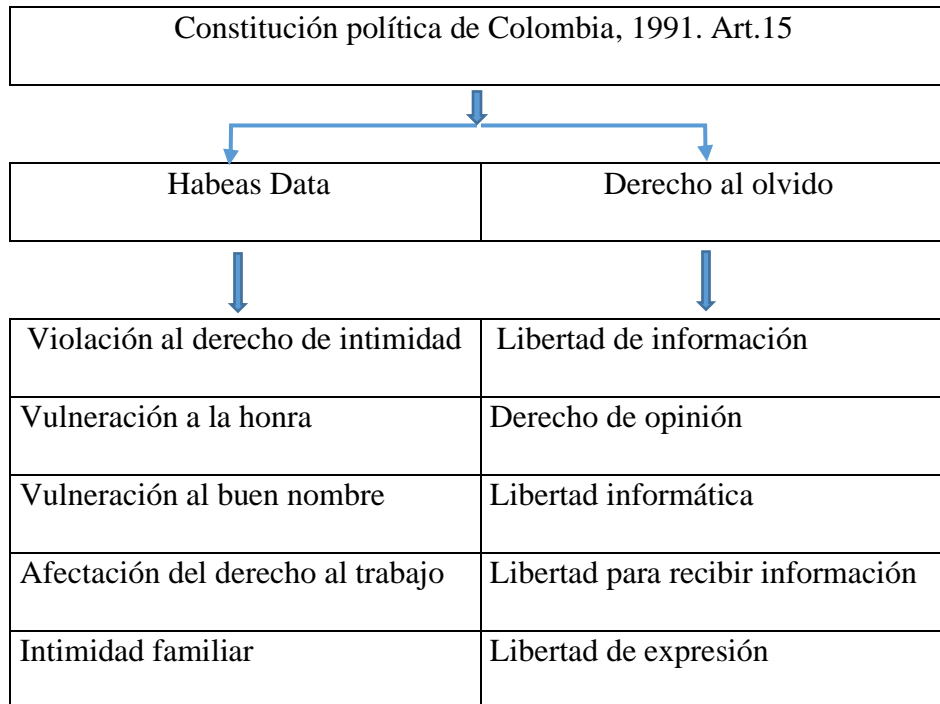 Constitución política de Colombia, 1991. Art.15
Habeas Data
Derecho al olvido
Violación al derecho de intimidad
Libertad de información
Vulneración a la honra
Derecho de opinión
Vulneración al buen nombre
Libertad informática
Afectación del derecho al trabajo
Libertad para recibir información
Intimidad familiar
Libertad de expresión